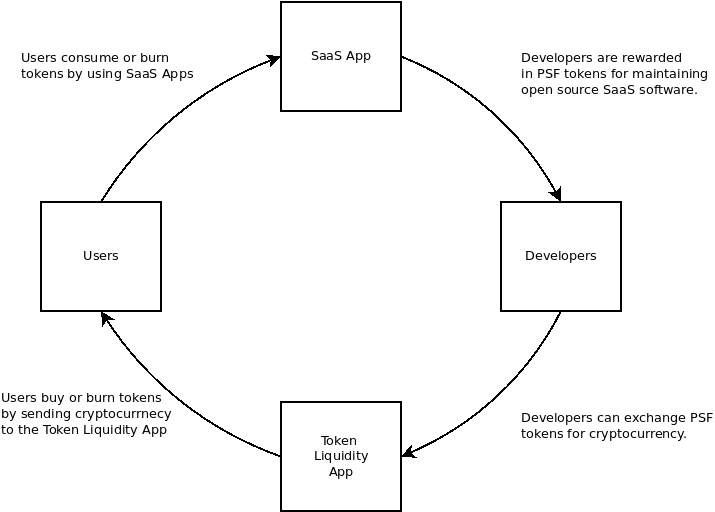 Users consume or burn
tokens by using SaaS Apps
SaaS App
Developers are rewarded
in PSF tokens for maintaining
open source SaaS software.
Users
Developers
Users buy or burn tokens
by sending cryptocurrnecy
to the Token Liquidity App
Token
Liquidity
App
Developers can exchange PSF
tokens for cryptocurrency.